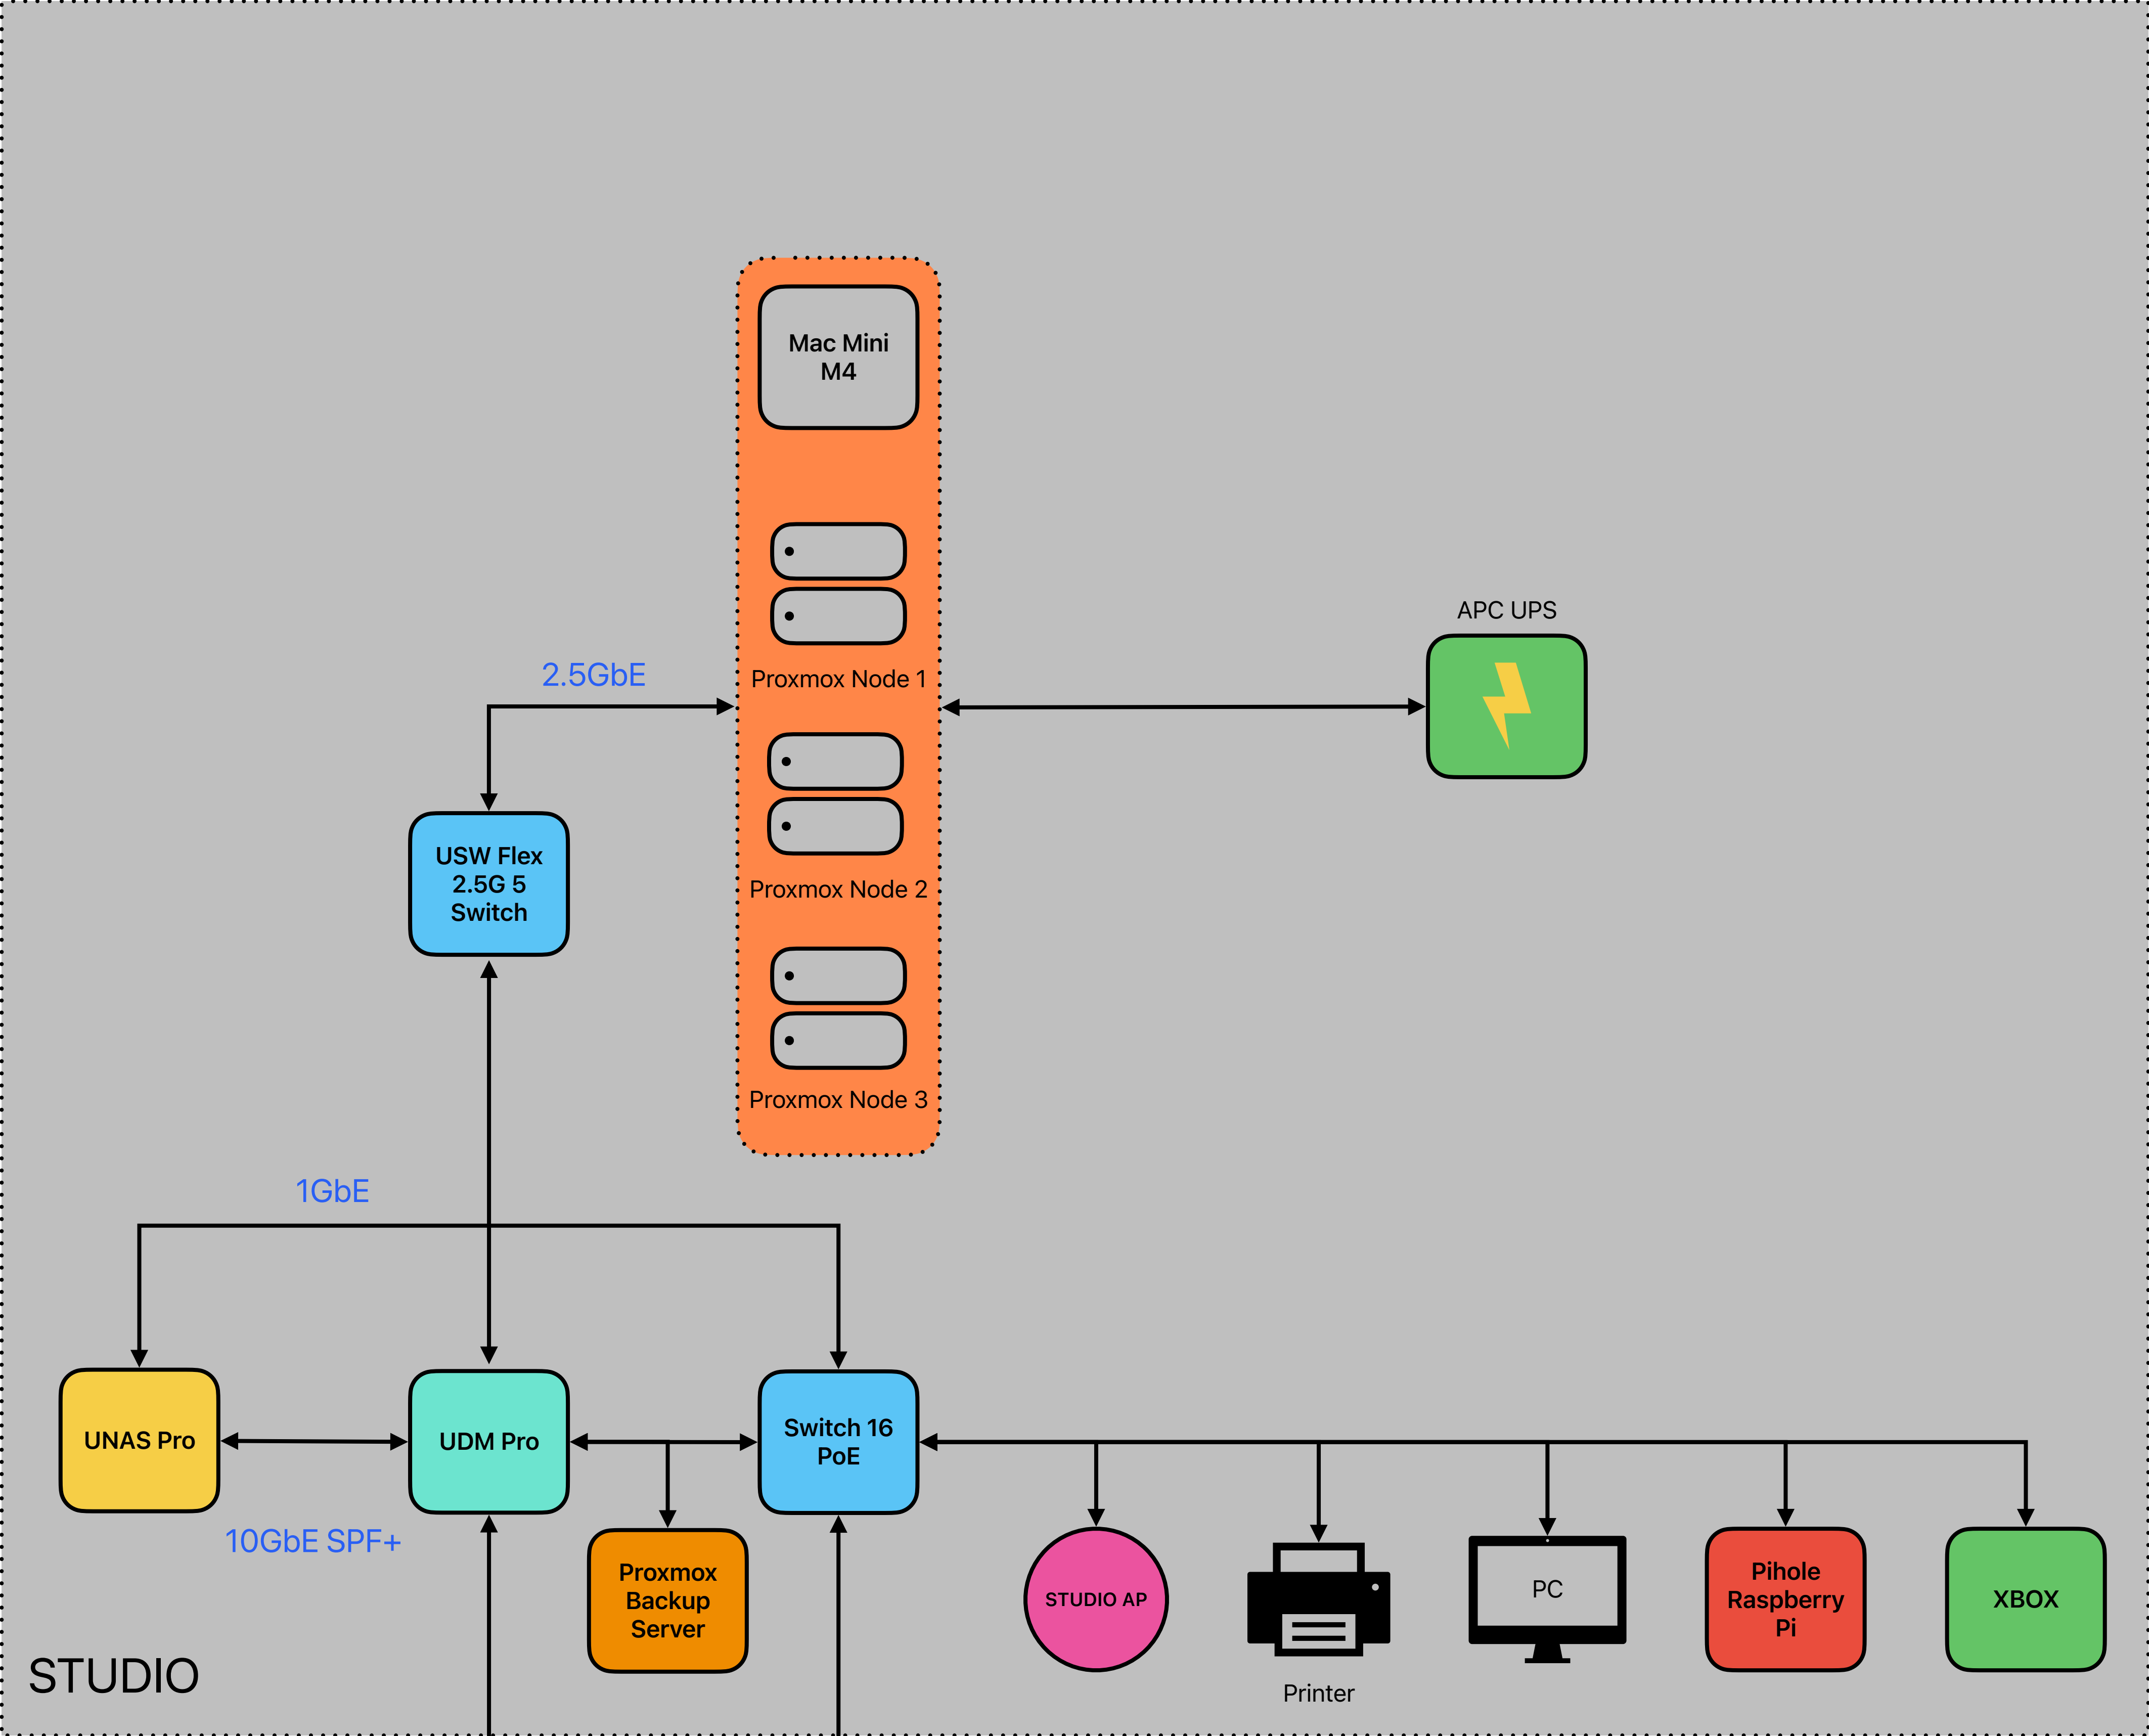 Mac Mini
M4
Proxmox Node 1
APC UPS
2.5GbE
Proxmox Node 2
USW Flex
2.5G 5
Switch
Proxmox Node 3
1GbE
UNAS Pro
UDM Pro
Switch 16
PoE
10GbE SPF+
Proxmox
Backup
Server
STUDIO AP
Printer
PC
Pihole
Raspberry
Pi
XBOX
STUDIO